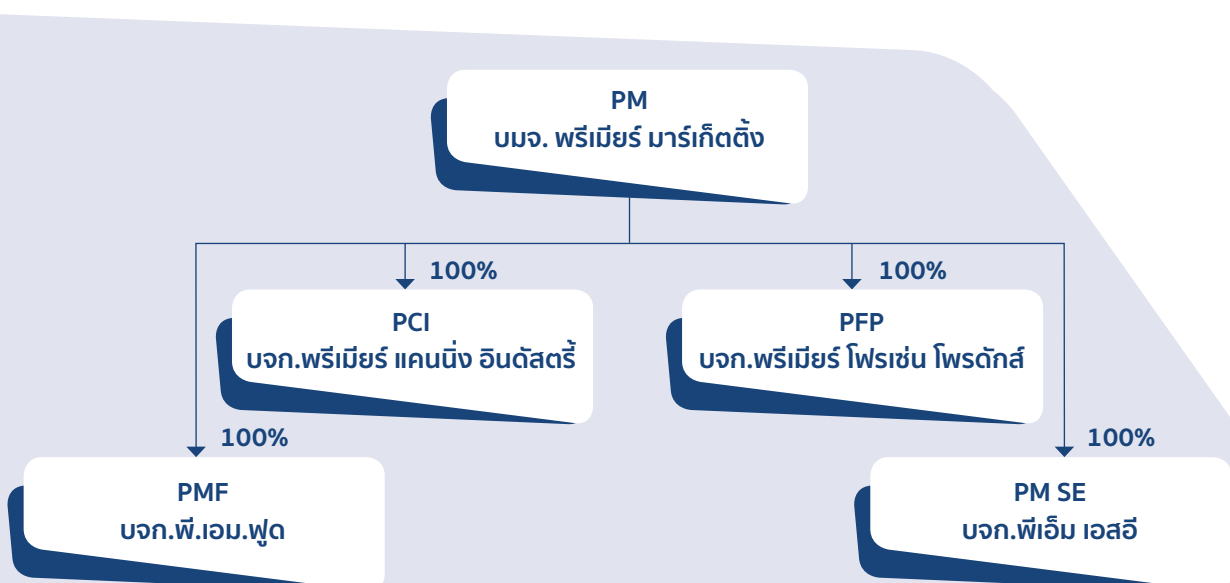 PM
บมจ. พรีเมียร์ มาร์เก็ตติ้ง
100%
100%
PCI
บจก.พรีเมียร์ แคนนิ่ง อินดัสตรี้
PFP
บจก.พรีเมียร์ โฟรเซ่น โพรดักส์
100%
100%
PMF
บจก.พี.เอม.ฟูด
PM SE
บจก.พีเอ็ม เอสอี